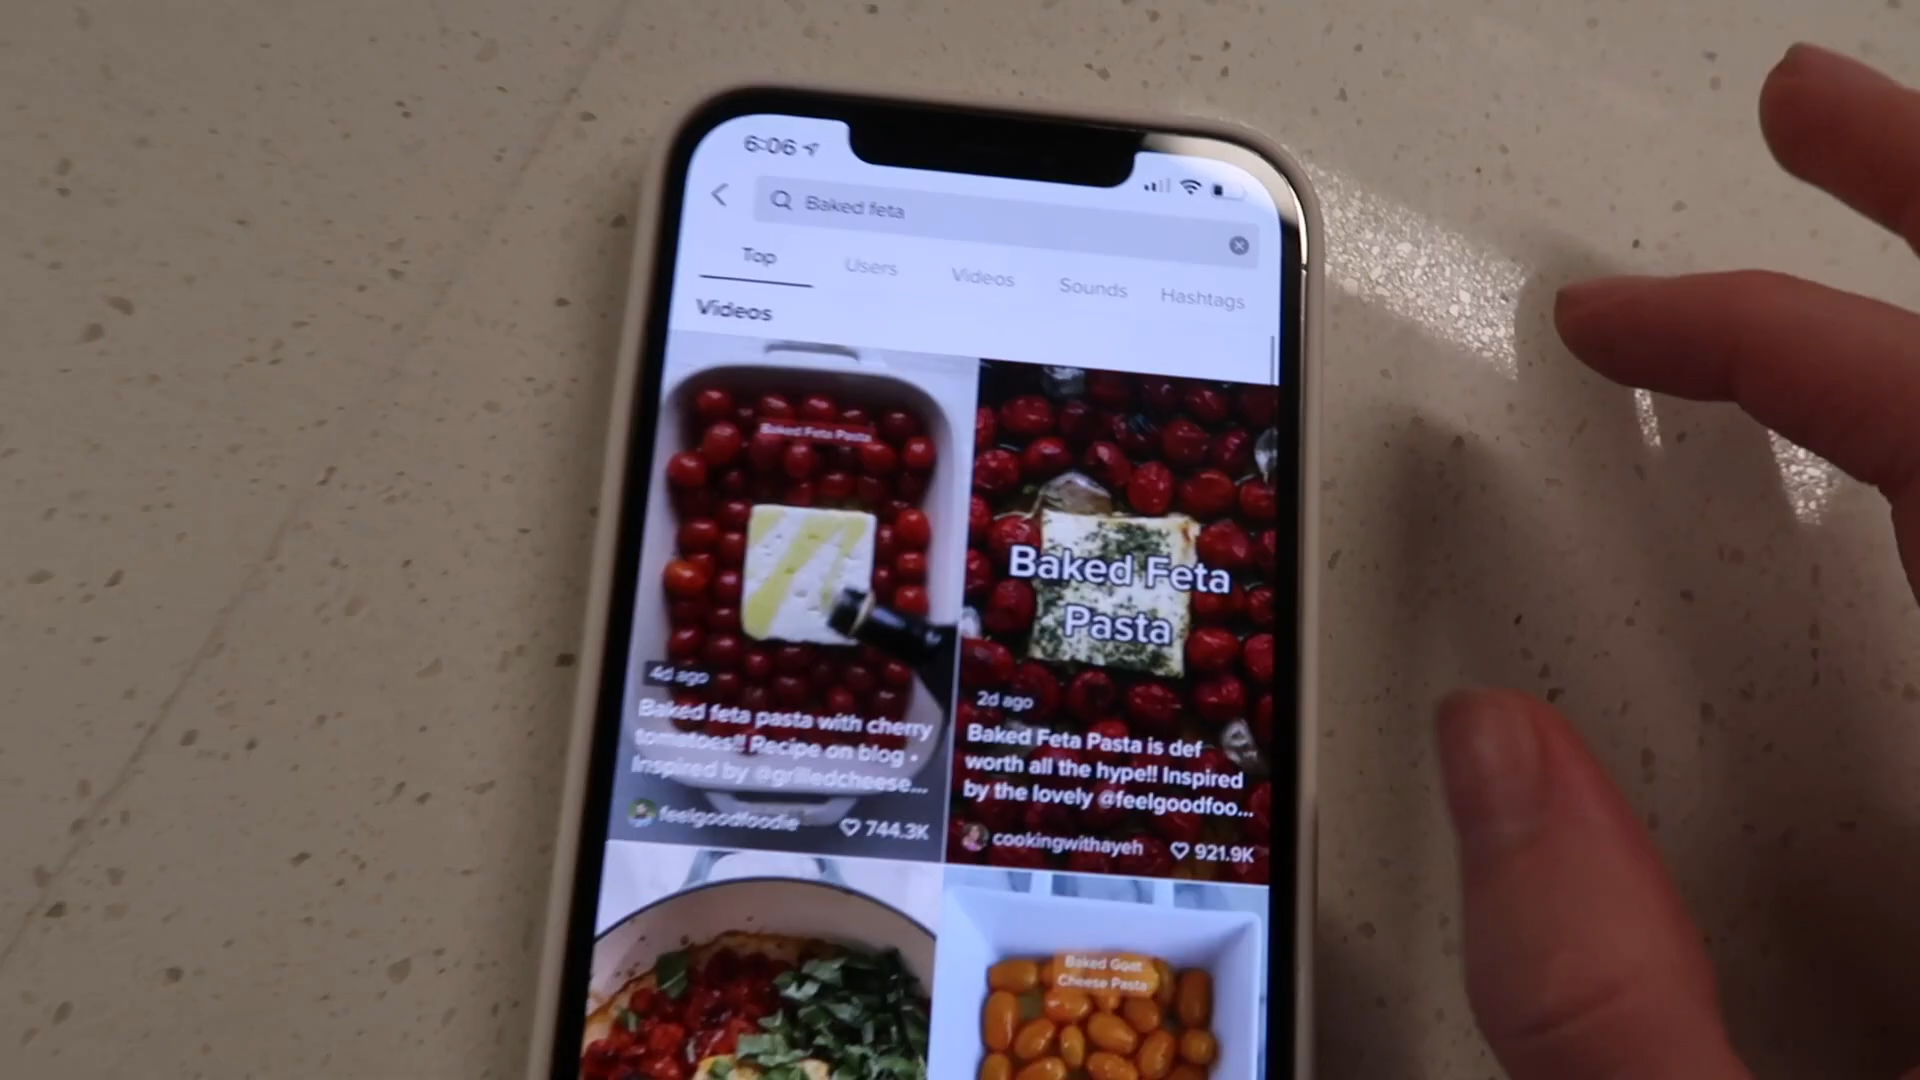 6:06
Baked feta
Top
Users
Videos
Sounds
Hashtags
Videos
Baked Feta Pasta
4d ago
Baked feta pasta with cherry
tomatoes!! Recipe on blog •
Inspired by @grilledcheese...
feelgoodfoodie
744.3K
Baked Feta
Pasta
2d ago
Baked Feta Pasta is def
worth all the hype!! Inspired
by the lovely @feelgoodfoo...
cookingwithayeh
921.9K
Baked Goat
Cheese Pasta